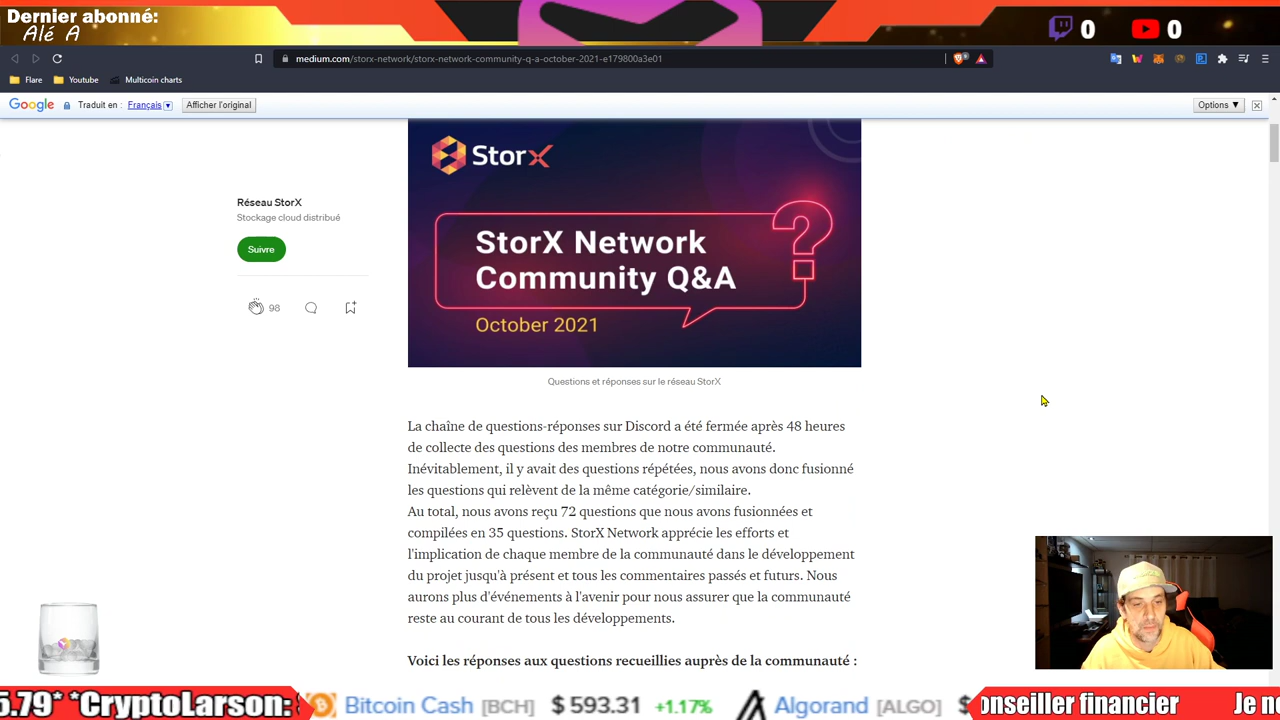 Dernier abonné:
Alé A
0
0
medium.com/storx-network/storx-network-community-q-a-october-2021-e179800a3e01
Flare
Youtube
Multicoin charts
Google
Traduit en :
Français
Afficher l'original
Options ▼
StorX
StorX Network
Community Q&A
October 2021
Réseau StorX
Stockage cloud distribué
Suivre
98
Questions et réponses sur le réseau StorX
La chaîne de questions-réponses sur Discord a été fermée après 48 heures
de collecte des questions des membres de notre communauté.
Inévitablement, il y avait des questions répétées, nous avons donc fusionné
les questions qui relèvent de la même catégorie/similaire.
Au total, nous avons reçu 72 questions que nous avons fusionnées et
compilées en 35 questions. StorX Network apprécie les efforts et
l'implication de chaque membre de la communauté dans le développement
du projet jusqu'à présent et tous les commentaires passés et futurs. Nous
aurons plus d'événements à l'avenir pour nous assurer que la communauté
reste au courant de tous les développements.
Voici les réponses aux questions recueillies auprès de la communauté :
5.79* *CryptoLarson:
Bitcoin Cash [BCH] $ 593.31 +1.17%
Algorand [ALGO] $
onseiller financier
Je n